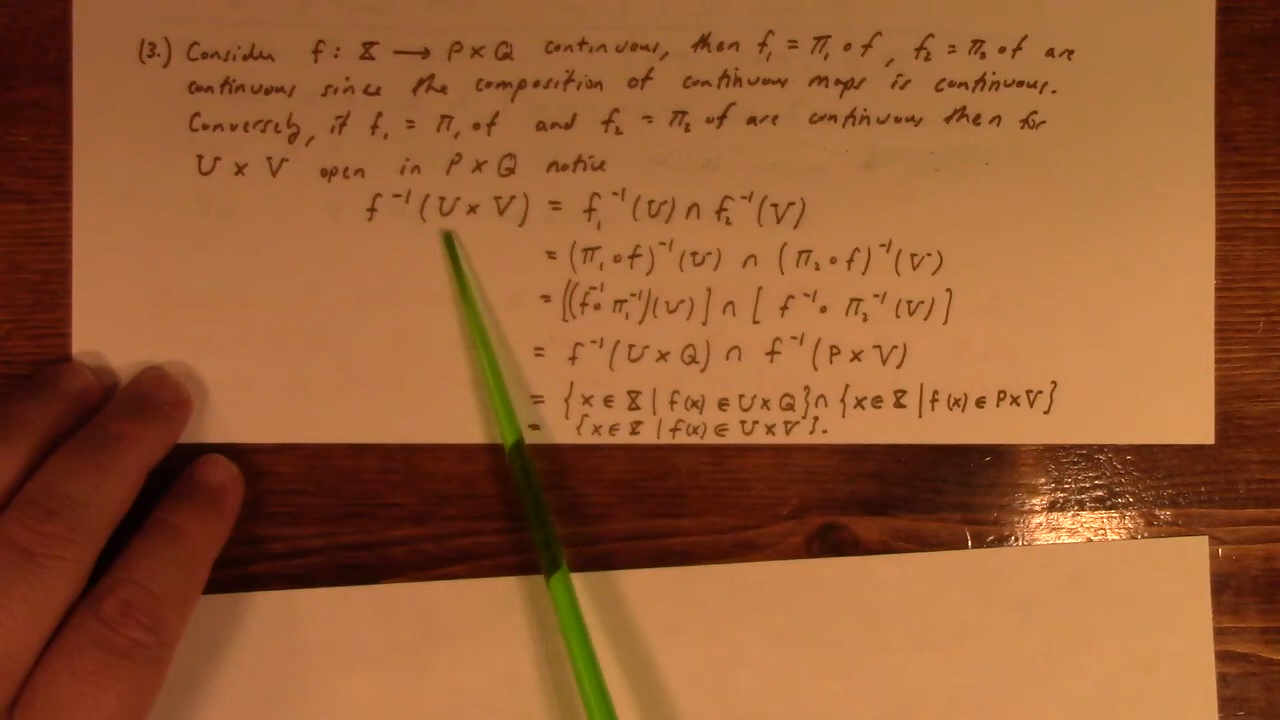 (3.) Consider f : X → P × Q continuous, then f₁ = π₁ ∘ f , f₂ = π₂ ∘ f are
continuous since the composition of continuous maps is continuous.
Conversely, if f₁ = π₁ ∘ f and f₂ = π₂ ∘ f are continuous then for
U × V open in P × Q notice
f⁻¹(U × V) = f₁⁻¹(U) ∩ f₂⁻¹(V)
= (π₁ ∘ f)⁻¹(U) ∩ (π₂ ∘ f)⁻¹(V)
= [(f⁻¹ ∘ π₁⁻¹)(U)] ∩ [f⁻¹ ∘ π₂⁻¹(V)]
= f⁻¹(U × Q) ∩ f⁻¹(P × V)
= {x ∈ X | f(x) ∈ U × Q} ∩ {x ∈ X | f(x) ∈ P × V}
= {x ∈ X | f(x) ∈ U × V}.